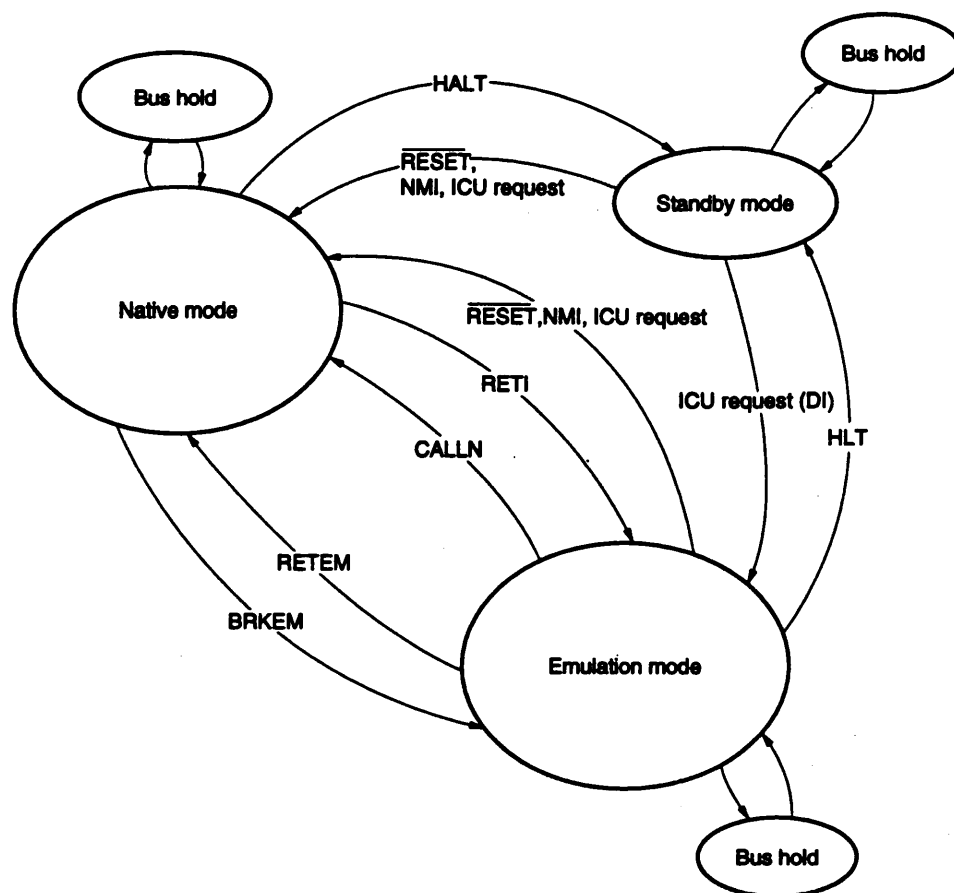 Bus hold
Bus hold
HALT
RESET,
NMI, ICU request
Standby mode
Native mode
RESET,NMI, ICU request
RETI
ICU request (DI)
HLT
CALLN
RETEM
BRKEM
Emulation mode
Bus hold